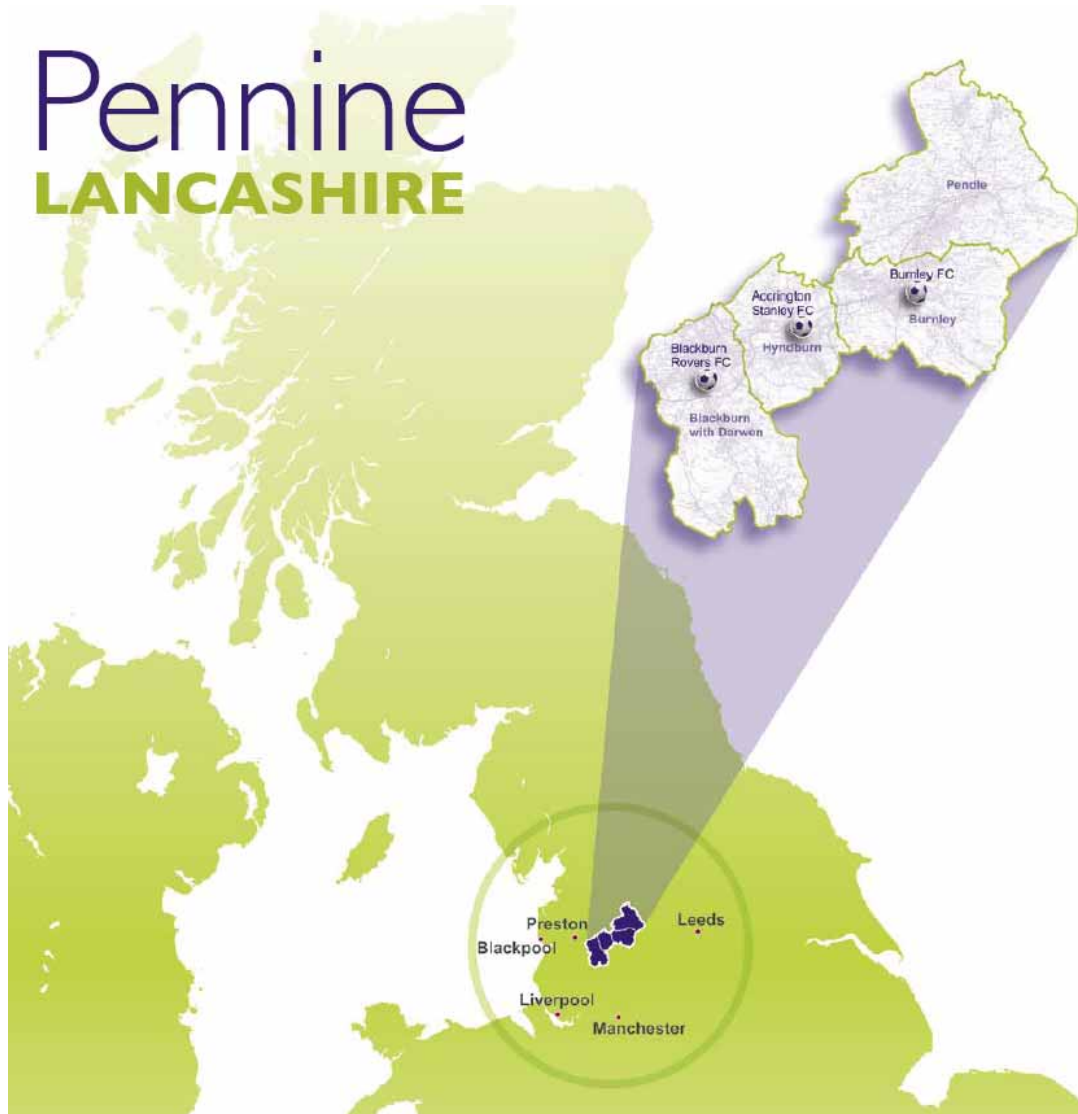 Pennine
LANCASHIRE
Pendle
Burnley FC
Burnley
Accrington
Stanley FC
Hyndburn
Blackburn
Rovers FC
Blackburn
with Darwen
Preston
Leeds
Blackpool
Liverpool
Manchester